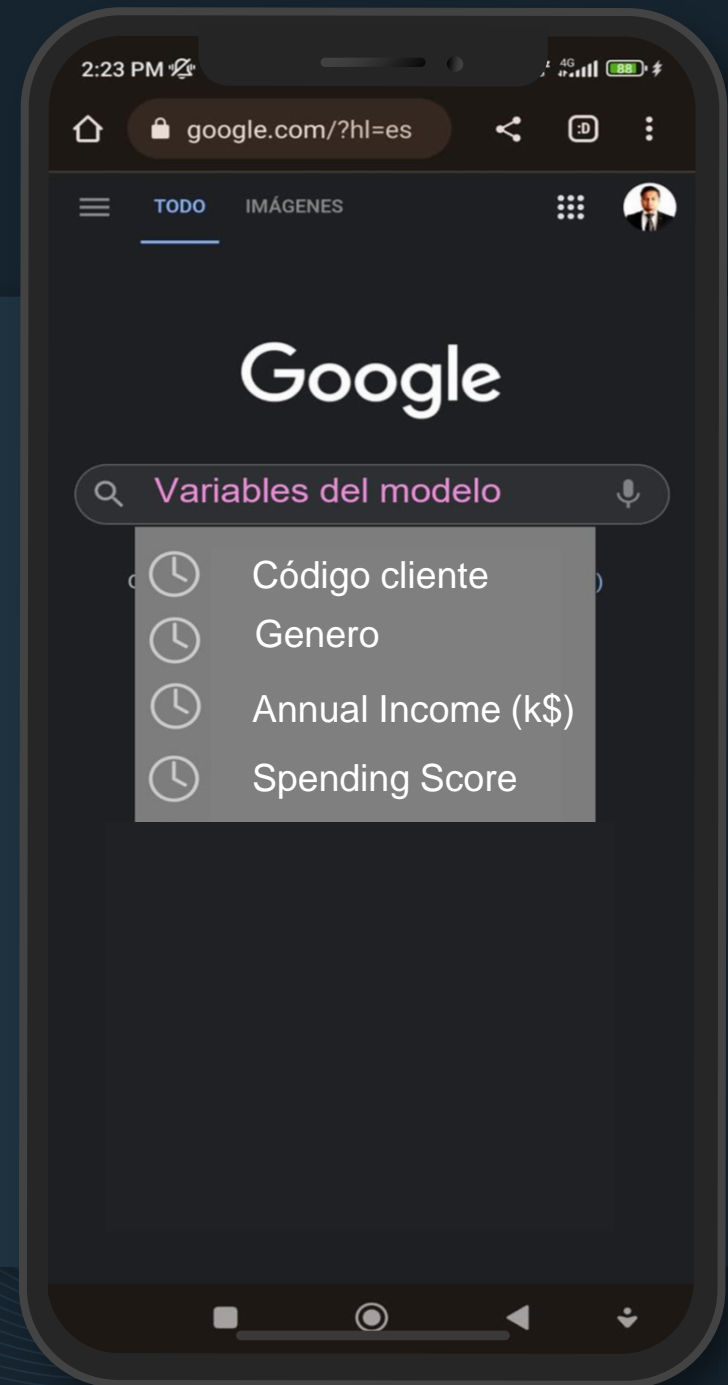 2:23 PM 4G 88
google.com/?hl=es :D
TODO IMÁGENES
Google
Variables del modelo
Código cliente
Genero
Annual Income (k$)
Spending Score